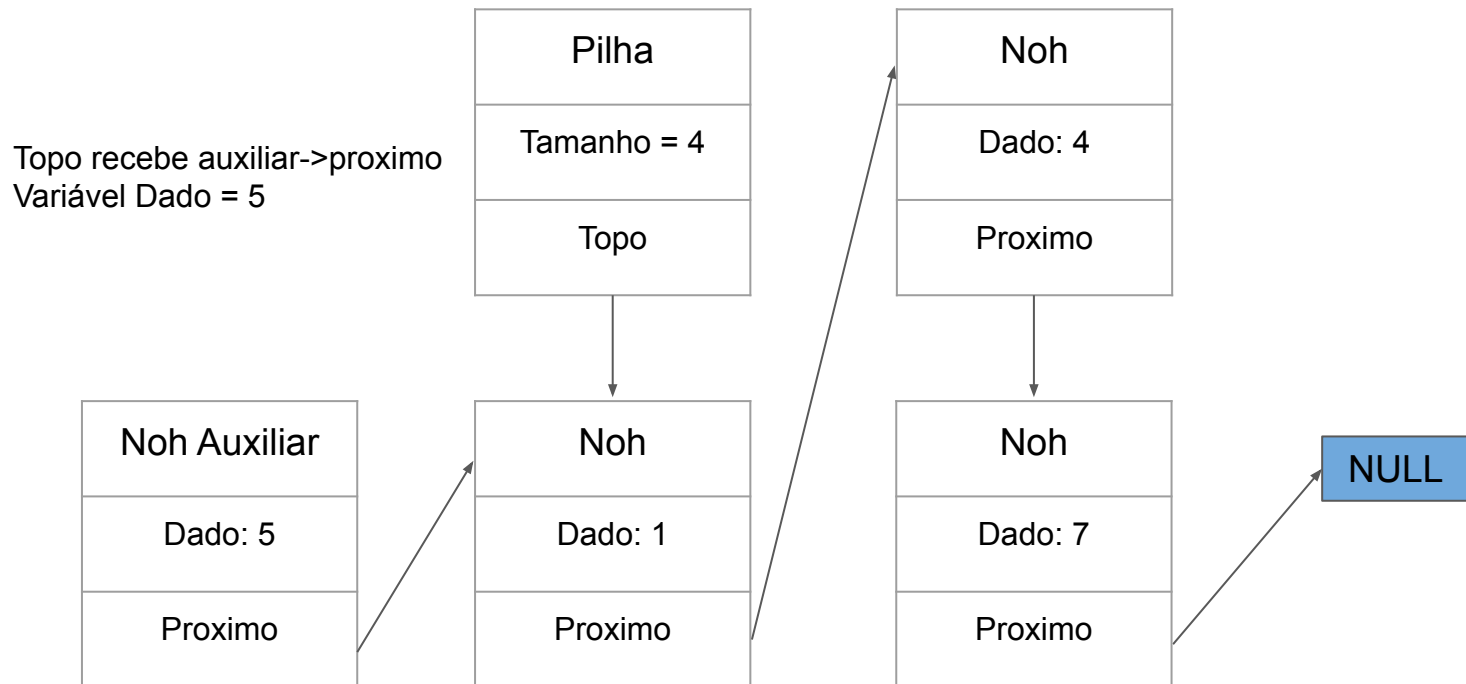 Topo recebe auxiliar->proximo
Variável Dado = 5
Pilha
Tamanho = 4
Topo
Noh
Dado: 4
Proximo
Noh Auxiliar
Dado: 5
Proximo
Noh
Dado: 1
Proximo
Noh
Dado: 7
Proximo
NULL